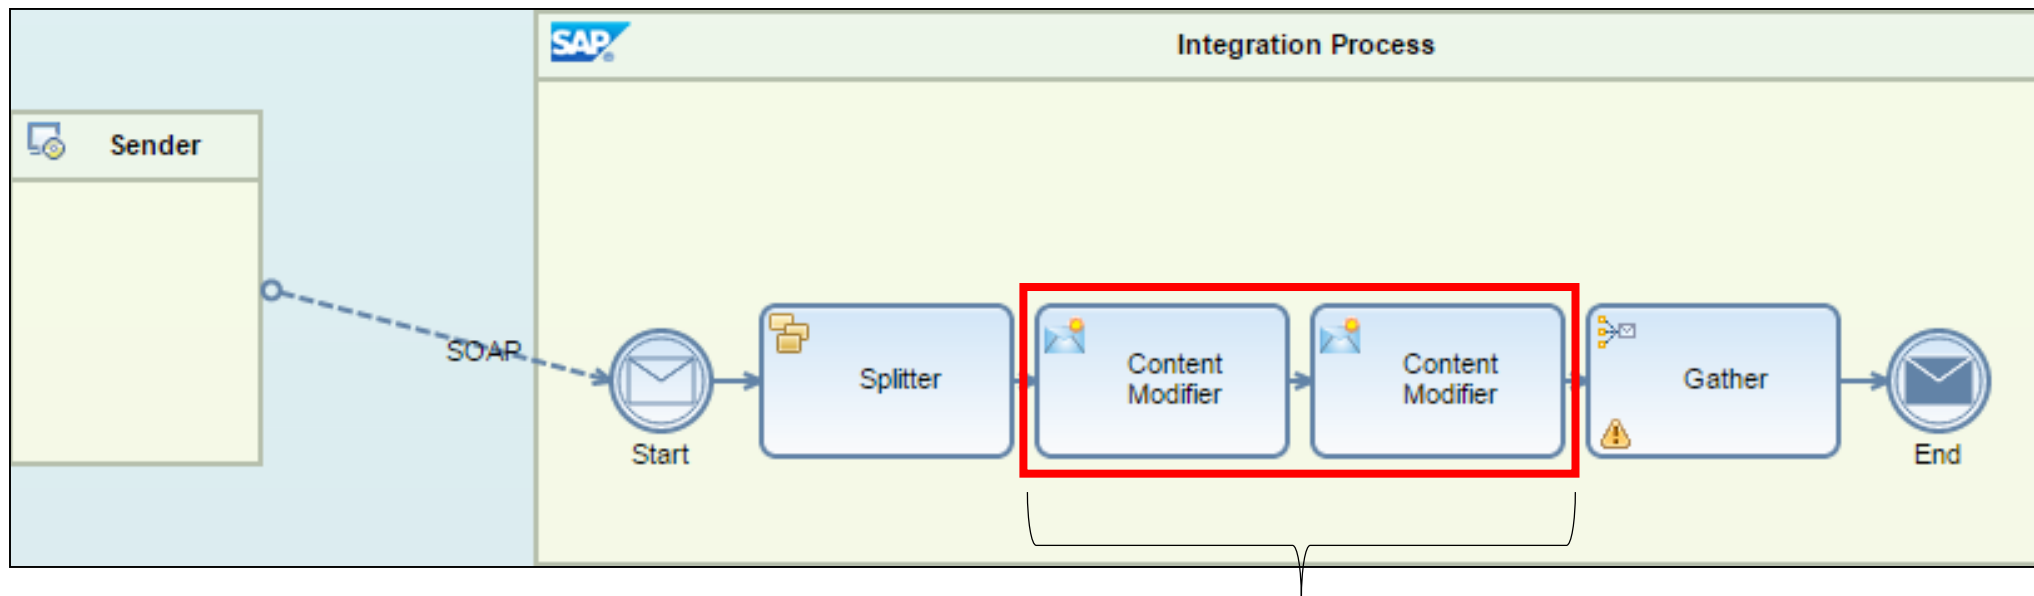 SAP
Integration Process
Sender
SOAP
Start
Splitter
Content
Modifier
Content
Modifier
Gather
End